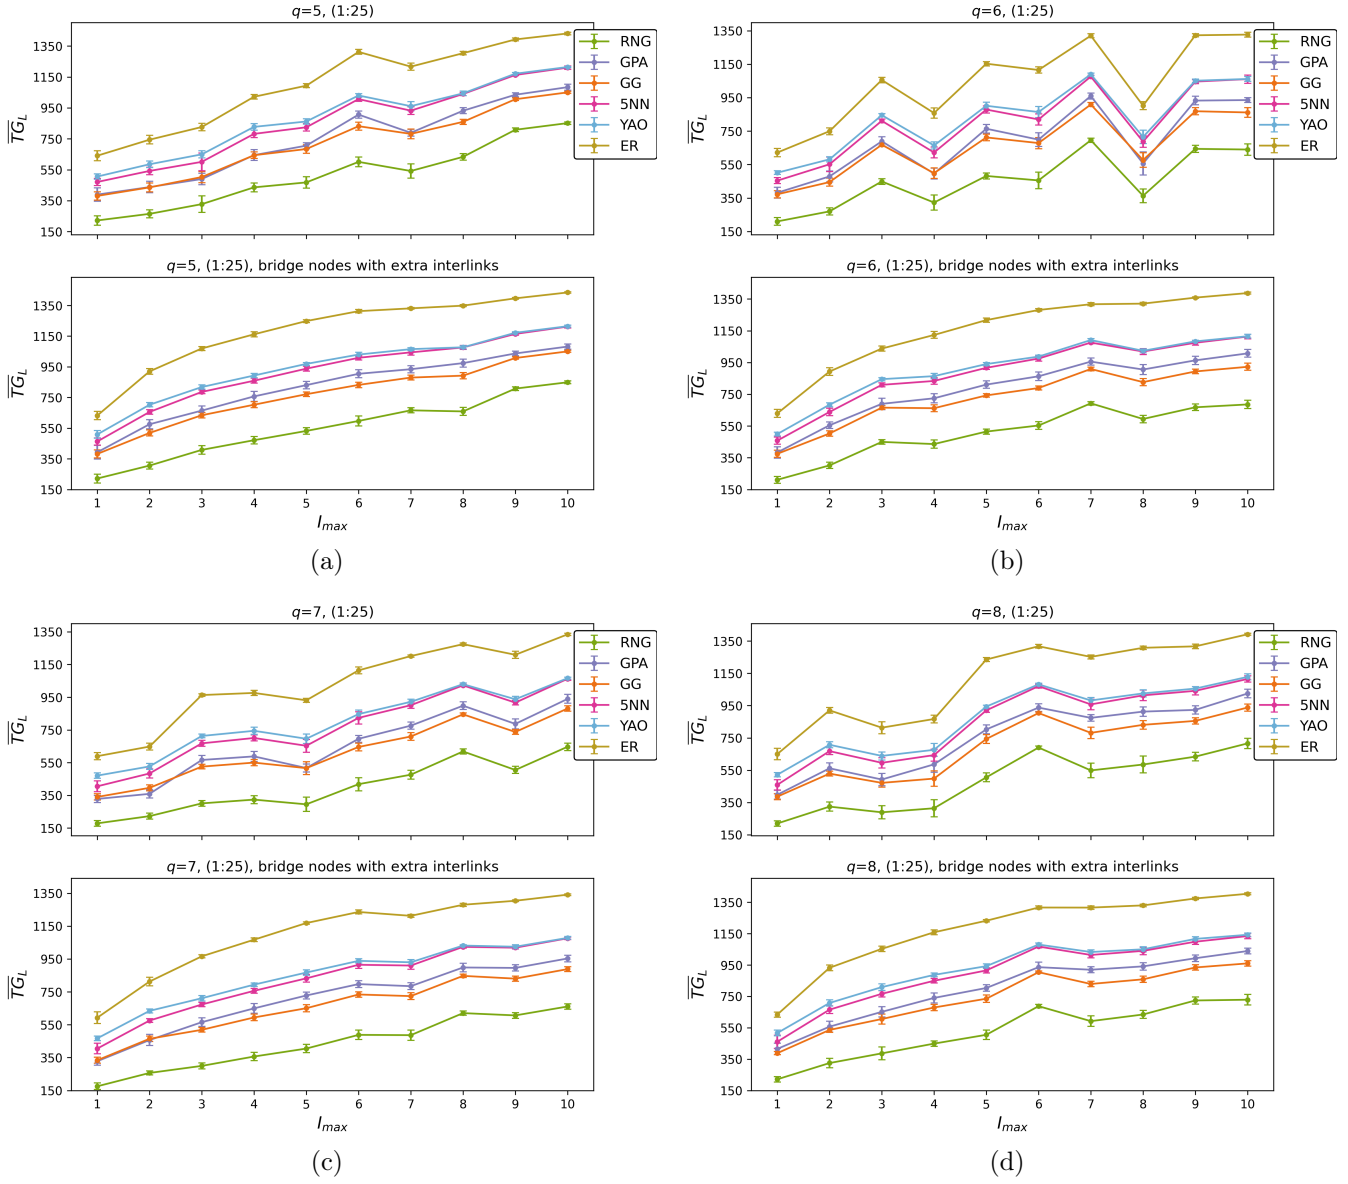 q=5, (1:25)
1350
1150
950
750
550
350
150
TG_L
RNG
GPA
GG
5NN
YAO
ER
q=5, (1:25), bridge nodes with extra interlinks
1350
1150
950
750
550
350
150
TG_L
1 2 3 4 5 6 7 8 9 10
I_max
(a)
q=6, (1:25)
1350
1150
950
750
550
350
150
TG_L
RNG
GPA
GG
5NN
YAO
ER
q=6, (1:25), bridge nodes with extra interlinks
1350
1150
950
750
550
350
150
TG_L
1 2 3 4 5 6 7 8 9 10
I_max
(b)
q=7, (1:25)
1350
1150
950
750
550
350
150
TG_L
RNG
GPA
GG
5NN
YAO
ER
q=7, (1:25), bridge nodes with extra interlinks
1350
1150
950
750
550
350
150
TG_L
1 2 3 4 5 6 7 8 9 10
I_max
(c)
q=8, (1:25)
1350
1150
950
750
550
350
150
TG_L
RNG
GPA
GG
5NN
YAO
ER
q=8, (1:25), bridge nodes with extra interlinks
1350
1150
950
750
550
350
150
TG_L
1 2 3 4 5 6 7 8 9 10
I_max
(d)